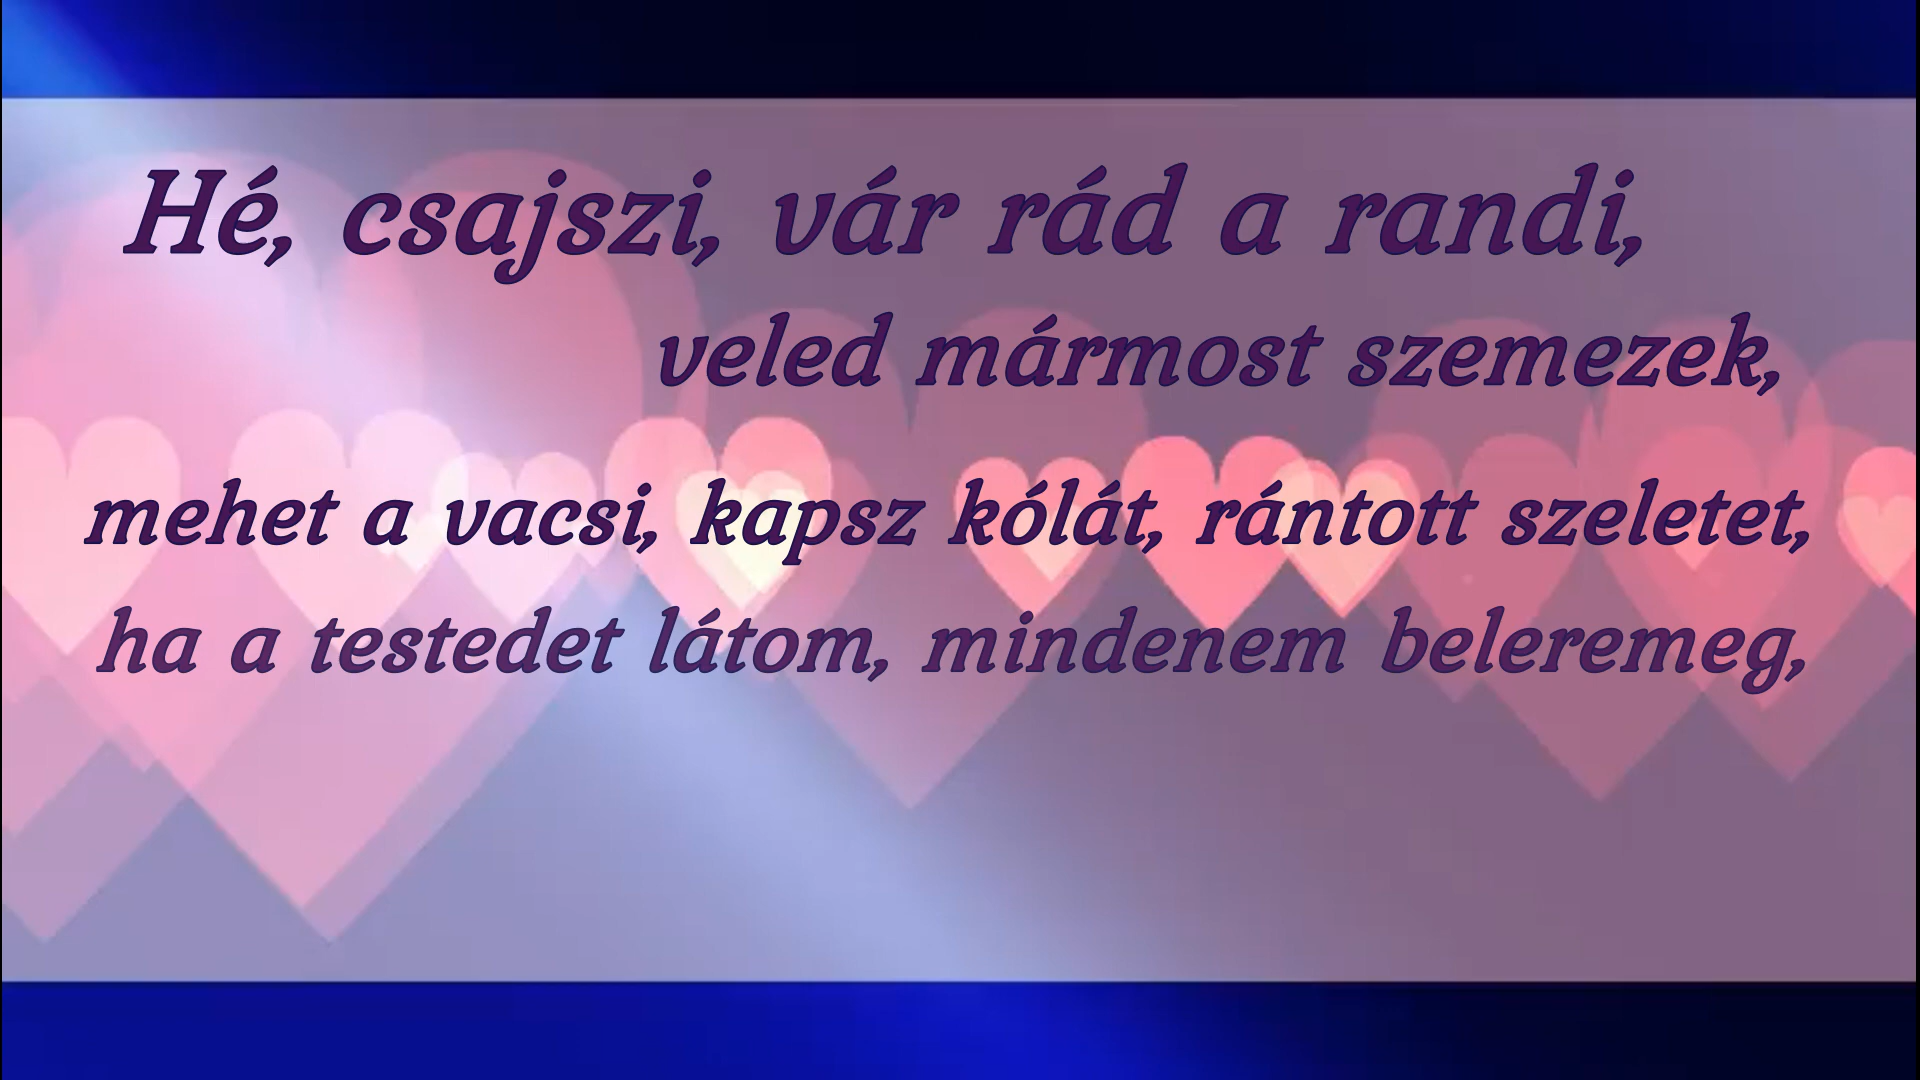 Hé, csajszi, vár rád a randi,
veled mármost szemezek,
mehet a vacsi, kapsz kólát, rántott szeletet,
ha a testedet látom, mindenem beleremeg,